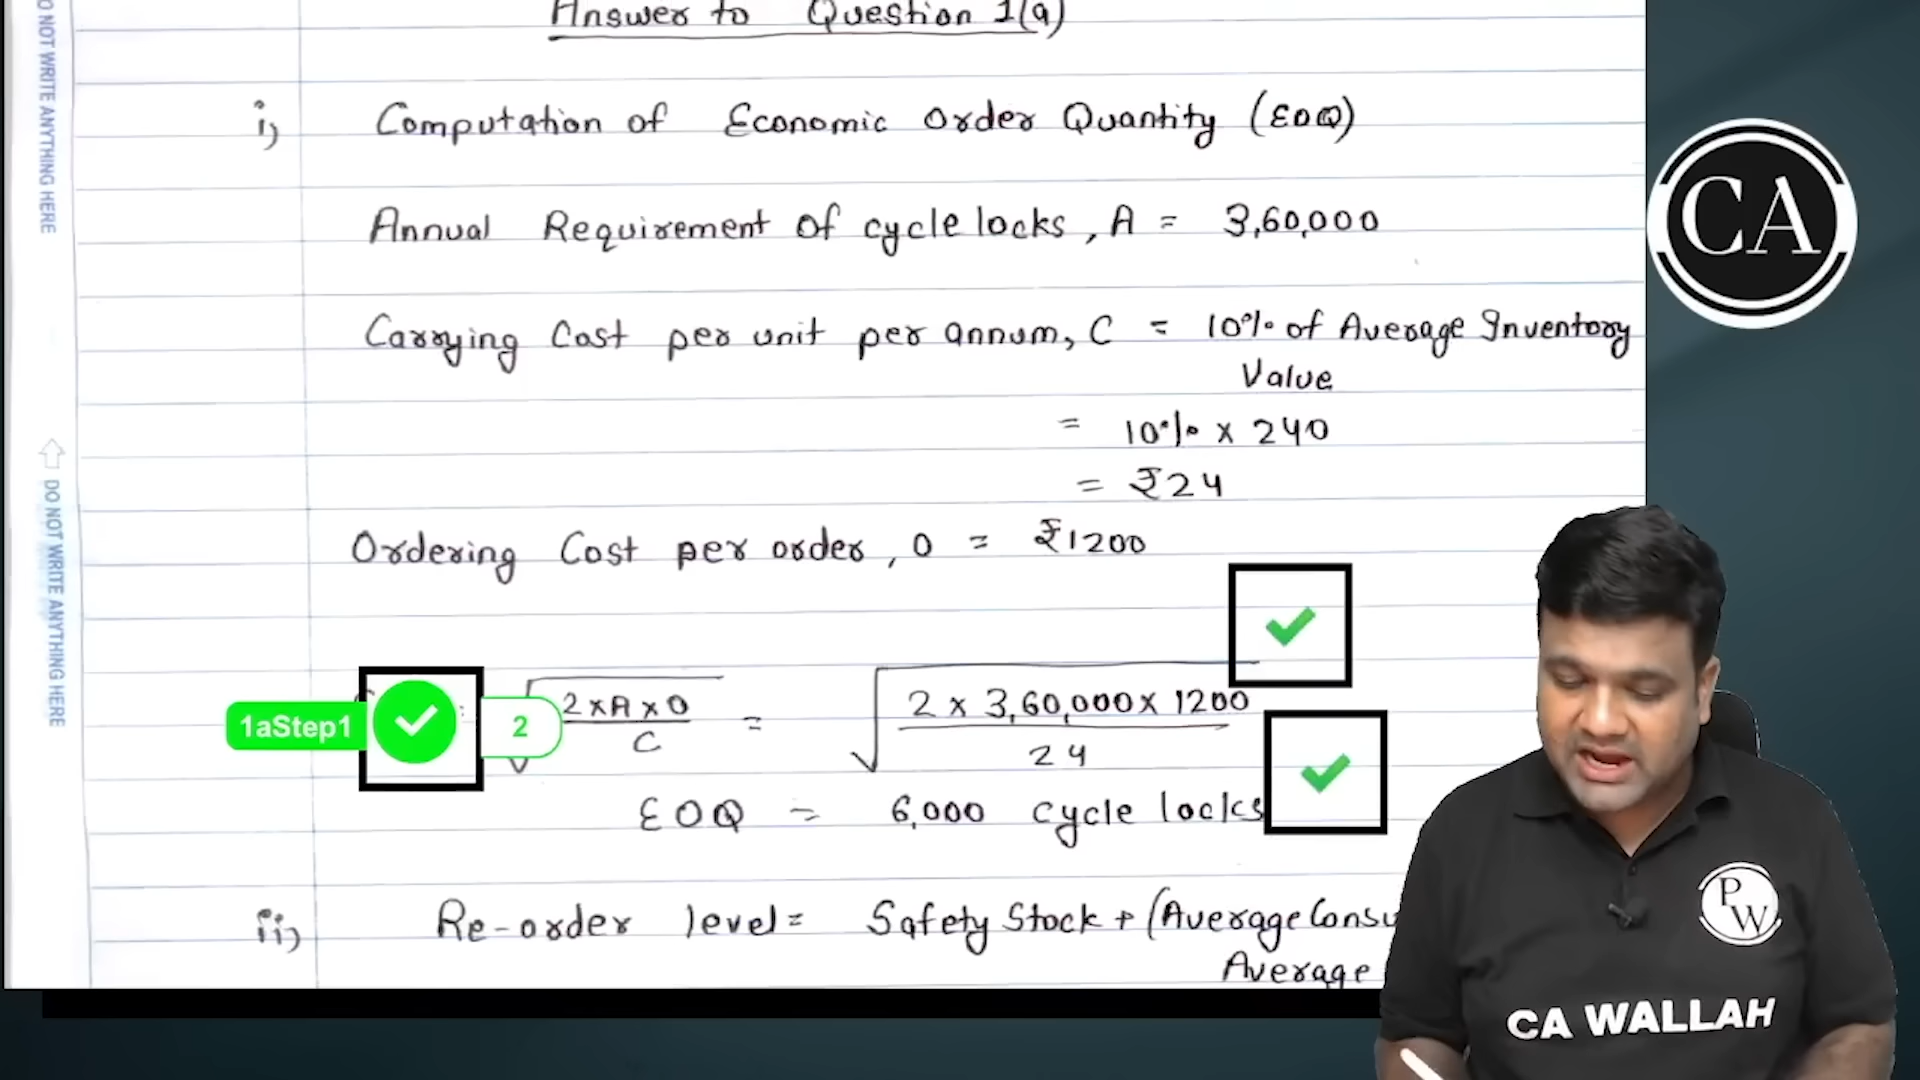 Answer to Question 1(a)
i) Computation of Economic Order Quantity (EOQ)
Annual Requirement of cycle locks, A = 3,60,000
Carrying Cost per unit per annum, C = 10% of Average Inventory
Value
= 10% x 240
= ₹24
Ordering Cost per order, O = ₹1200
1aStep1
2
2xAxO
C
=
2 x 3,60,000 x 1200
24
EOQ = 6,000 cycle locks
ii) Re-order level = Safety Stock + (Average
Average
DO NOT WRITE ANYTHING HERE
DO NOT WRITE ANYTHING HERE
CA
PW
CA WALLAH